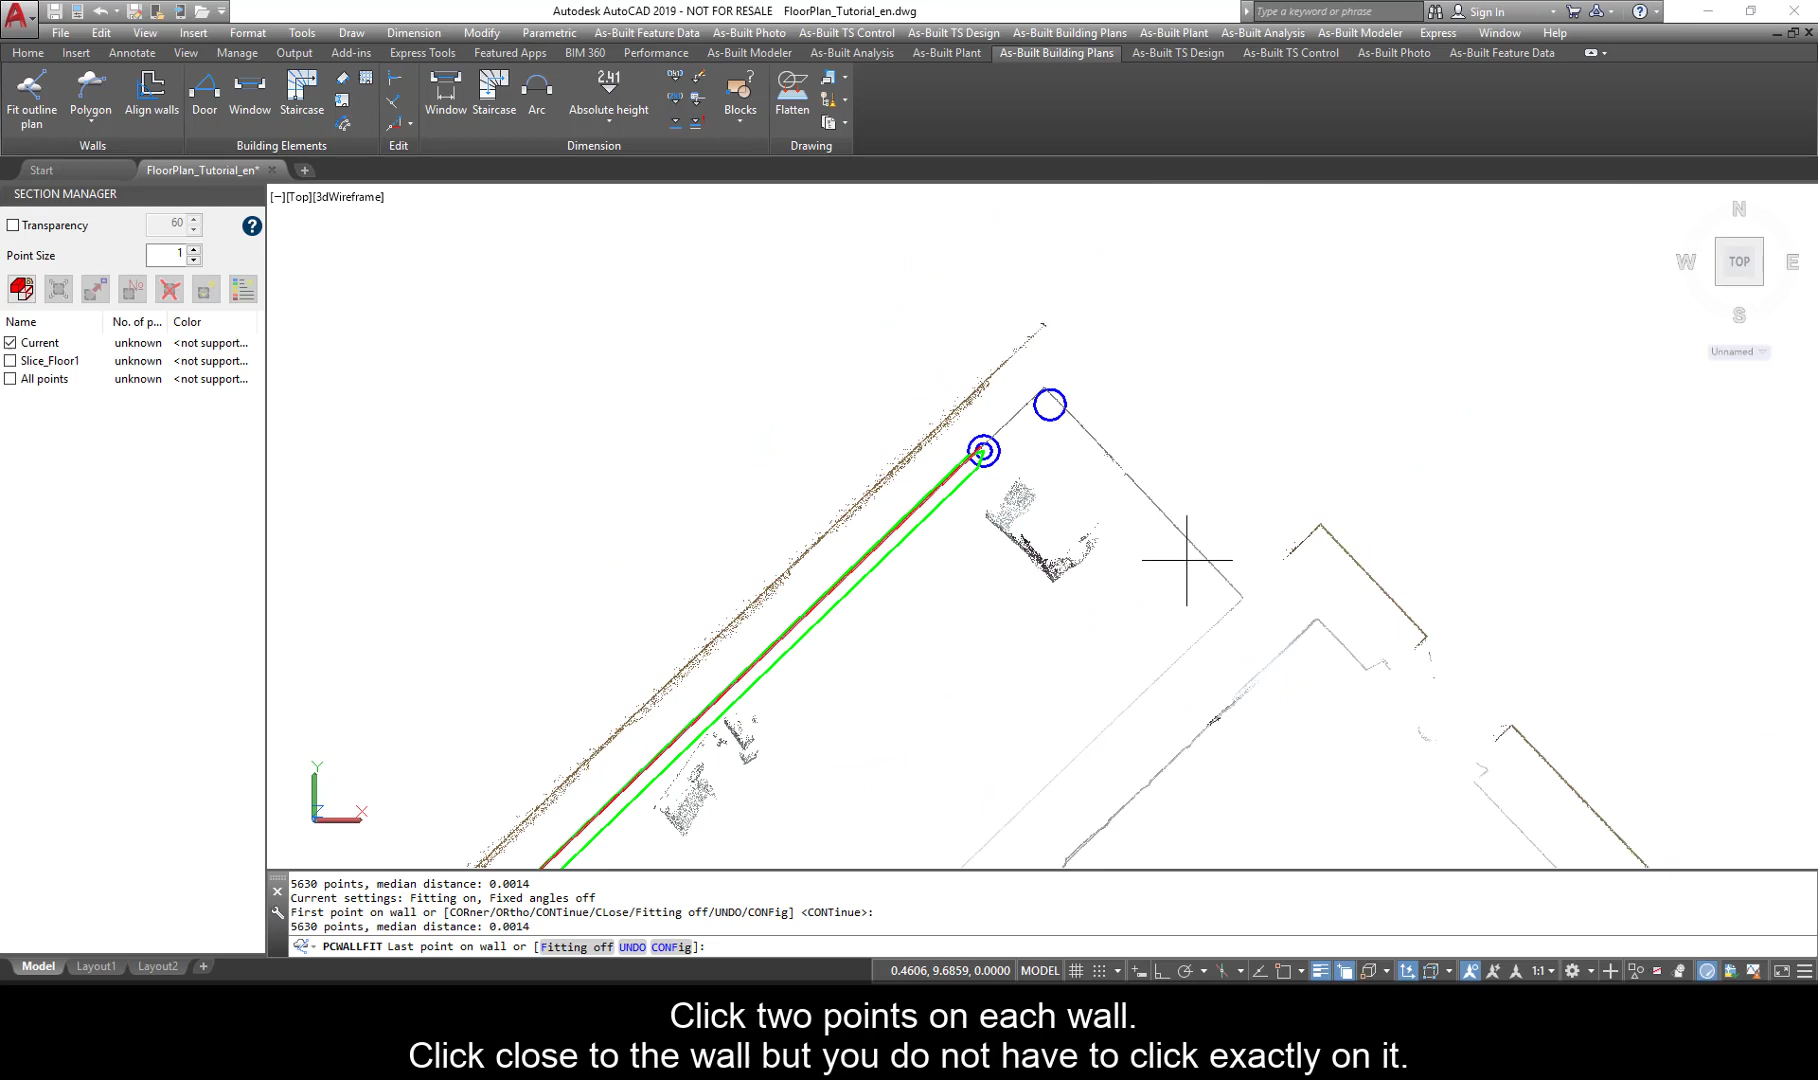 Autodesk AutoCAD 2019 - NOT FOR RESALE FloorPlan_Tutorial_en.dwg
Type a keyword or phrase
Sign In
File Edit View Insert Format Tools Draw Dimension Modify Parametric As-Built Feature Data As-Built Photo As-Built TS Control As-Built TS Design As-Built Building Plans As-Built Plant As-Built Analysis As-Built Modeler Express Window Help
Home Insert Annotate Manage Output Add-ins Express Tools Featured Apps BIM 360 Performance As-Built Modeler As-Built Analysis As-Built Plant As-Built Building Plans As-Built TS Design As-Built TS Control As-Built Photo As-Built Feature Data
2.41
Fit outline plan Polygon Align walls Door Window Staircase Window Staircase Arc Absolute height Blocks Flatten
Walls Building Elements Edit Dimension Drawing
Start FloorPlan_Tutorial_en*
SECTION MANAGER
[−][Top][3dWireframe]
Transparency 60
Point Size 1
Name No. of p... Color
Current unknown <not support...
Slice_Floor1 unknown <not support...
All points unknown <not support...
N
W TOP E
S
Unnamed
Y
X
Z
5630 points, median distance: 0.0014
Current settings: Fitting on, Fixed angles off
First point on wall or [CORner/ORtho/CONTinue/CLose/Fitting off/UNDO/CONFig] <CONTinue>:
5630 points, median distance: 0.0014
PCWALLFIT Last point on wall or [Fitting off UNDO CONFig]:
Model Layout1 Layout2
0.4606, 9.6859, 0.0000 MODEL 1:1
Click two points on each wall.
Click close to the wall but you do not have to click exactly on it.